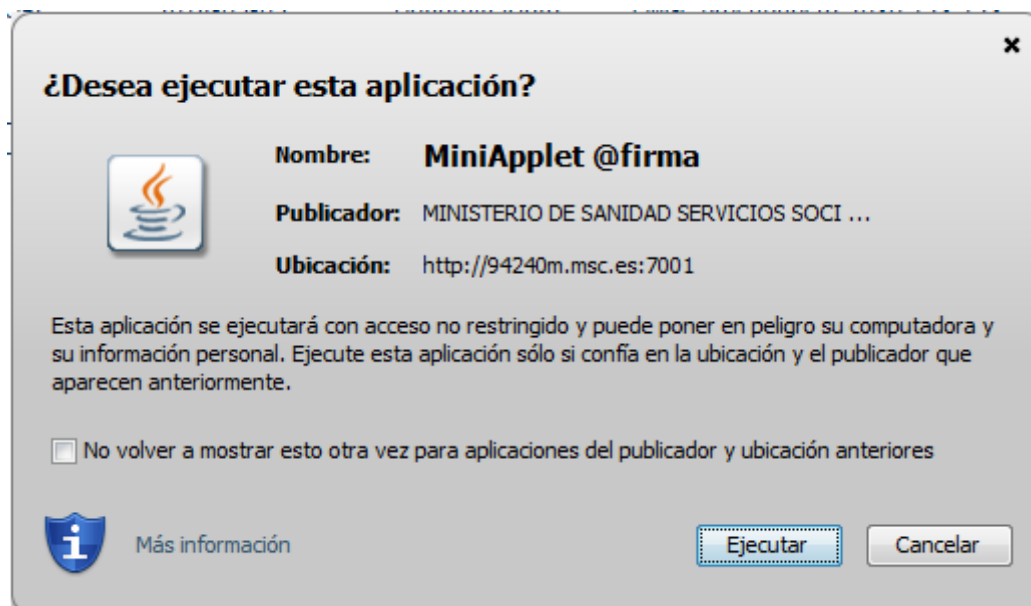 ¿Desea ejecutar esta aplicación?
Nombre: MiniApplet @firma
Publicador: MINISTERIO DE SANIDAD SERVICIOS SOCI ...
Ubicación: http://94240m.msc.es:7001
Esta aplicación se ejecutará con acceso no restringido y puede poner en peligro su computadora y
su información personal. Ejecute esta aplicación sólo si confía en la ubicación y el publicador que
aparecen anteriormente.
No volver a mostrar esto otra vez para aplicaciones del publicador y ubicación anteriores
Más información
Ejecutar
Cancelar